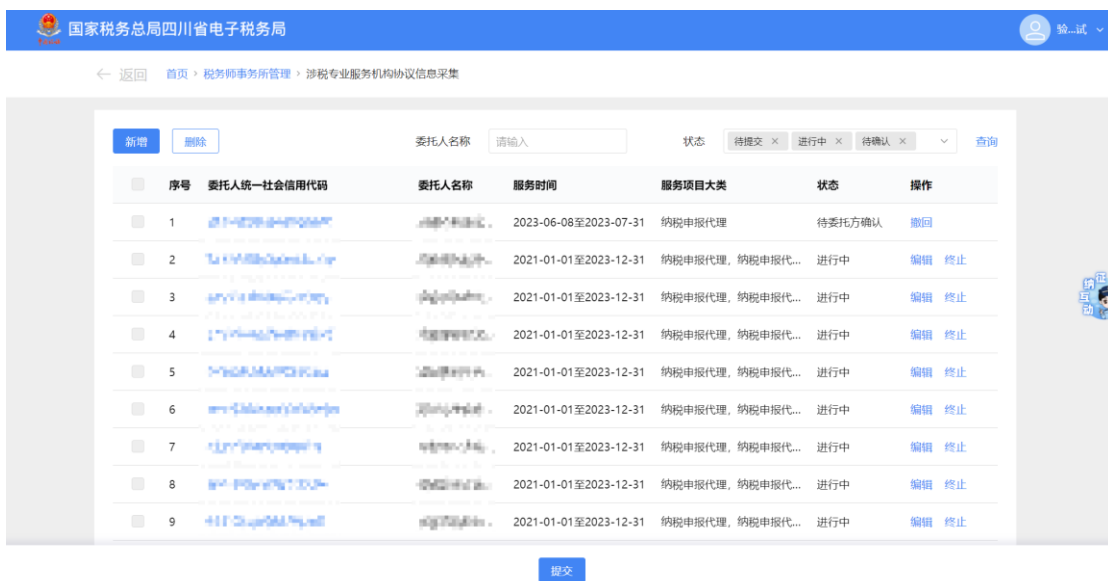 国家税务总局四川省电子税务局 验...试
← 返回 首页 > 税务师事务所管理 > 涉税专业服务机构协议信息采集
新增 删除 委托人名称 请输入 状态 待提交 × 进行中 × 待确认 × 查询
序号 委托人统一社会信用代码 委托人名称 服务时间 服务项目大类 状态 操作
1 2023-06-08至2023-07-31 纳税申报代理 待委托方确认 撤回
2 2021-01-01至2023-12-31 纳税申报代理, 纳税申报代... 进行中 编辑 终止
3 2021-01-01至2023-12-31 纳税申报代理, 纳税申报代... 进行中 编辑 终止
4 2021-01-01至2023-12-31 纳税申报代理, 纳税申报代... 进行中 编辑 终止
5 2021-01-01至2023-12-31 纳税申报代理, 纳税申报代... 进行中 编辑 终止
6 2021-01-01至2023-12-31 纳税申报代理, 纳税申报代... 进行中 编辑 终止
7 2021-01-01至2023-12-31 纳税申报代理, 纳税申报代... 进行中 编辑 终止
8 2021-01-01至2023-12-31 纳税申报代理, 纳税申报代... 进行中 编辑 终止
9 2021-01-01至2023-12-31 纳税申报代理, 纳税申报代... 进行中 编辑 终止
征纳互动
提交